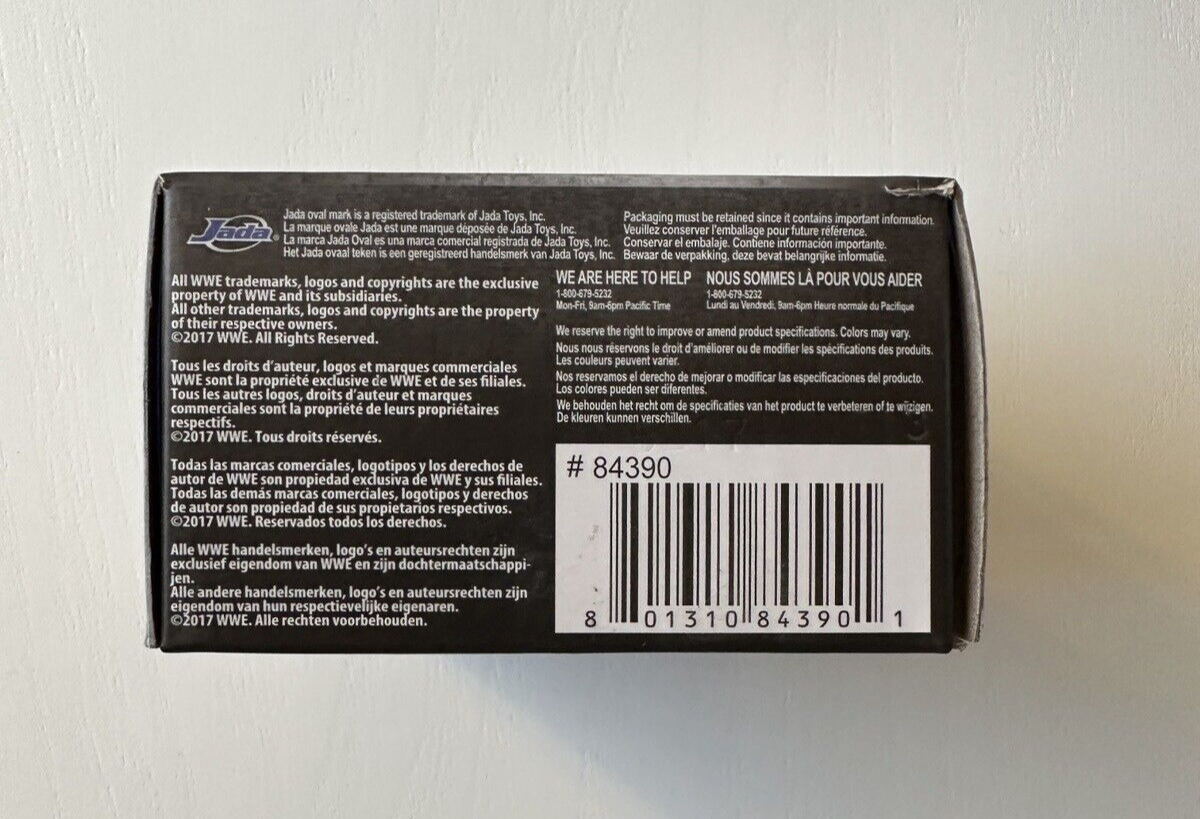 Jada®
Jada oval mark is a registered trademark of Jada Toys, Inc.
La marque ovale Jada est une marque déposée de Jada Toys, Inc.
La marca Jada Oval es una marca comercial registrada de Jada Toys, Inc.
Het Jada ovaal teken is een geregistreerd handelsmerk van Jada Toys, Inc.
Packaging must be retained since it contains important information.
Veuillez conserver l'emballage pour future référence.
Conservar el embalaje. Contiene información importante.
Bewaar de verpakking, deze bevat belangrijke informatie.
All WWE trademarks, logos and copyrights are the exclusive
property of WWE and its subsidiaries.
All other trademarks, logos and copyrights are the property
of their respective owners.
©2017 WWE. All Rights Reserved.
Tous les droits d'auteur, logos et marques commerciales
WWE sont la propriété exclusive de WWE et de ses filiales.
Tous les autres logos, droits d'auteur et marques
commerciales sont la propriété de leurs propriétaires
respectifs.
©2017 WWE. Tous droits réservés.
Todas las marcas comerciales, logotipos y los derechos de
autor de WWE son propiedad exclusiva de WWE y sus filiales.
Todas las demás marcas comerciales, logotipos y derechos
de autor son propiedad de sus propietarios respectivos.
©2017 WWE. Reservados todos los derechos.
Alle WWE handelsmerken, logo's en auteursrechten zijn
exclusief eigendom van WWE en zijn dochtermaatschappi-
jen.
Alle andere handelsmerken, logo's en auteursrechten zijn
eigendom van hun respectievelijke eigenaren.
©2017 WWE. Alle rechten voorbehouden.
WE ARE HERE TO HELP
1-800-679-5232
Mon-Fri, 9am-6pm Pacific Time
NOUS SOMMES LÀ POUR VOUS AIDER
1-800-679-5232
Lundi au Vendredi, 9am-6pm Heure normale du Pacifique
We reserve the right to improve or amend product specifications. Colors may vary.
Nous nous réservons le droit d'améliorer ou de modifier les spécifications des produits.
Les couleurs peuvent varier.
Nos reservamos el derecho de mejorar o modificar las especificaciones del producto.
Los colores pueden ser diferentes.
We behouden het recht om de specificaties van het product te verbeteren of te wijzigen.
De kleuren kunnen verschillen.
# 84390
8 01310 84390 1